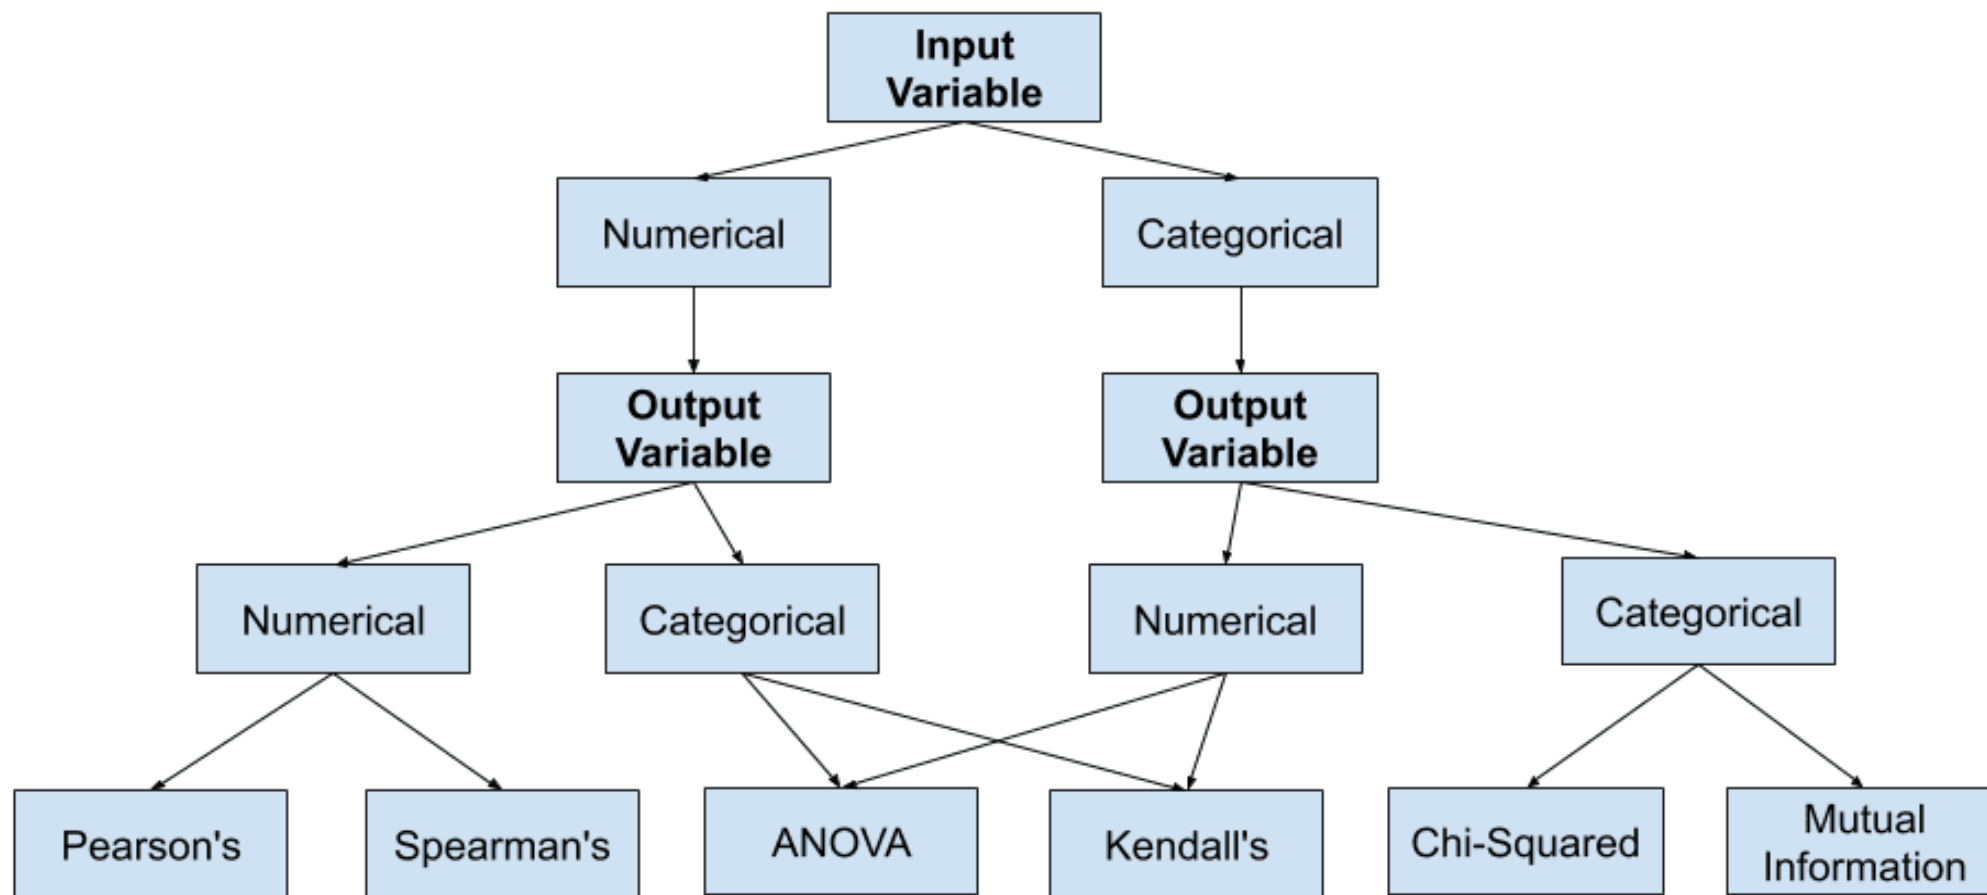 Input
Variable
Numerical
Categorical
Output
Variable
Output
Variable
Numerical
Categorical
Numerical
Categorical
Pearson's
Spearman's
ANOVA
Kendall's
Chi-Squared
Mutual
Information